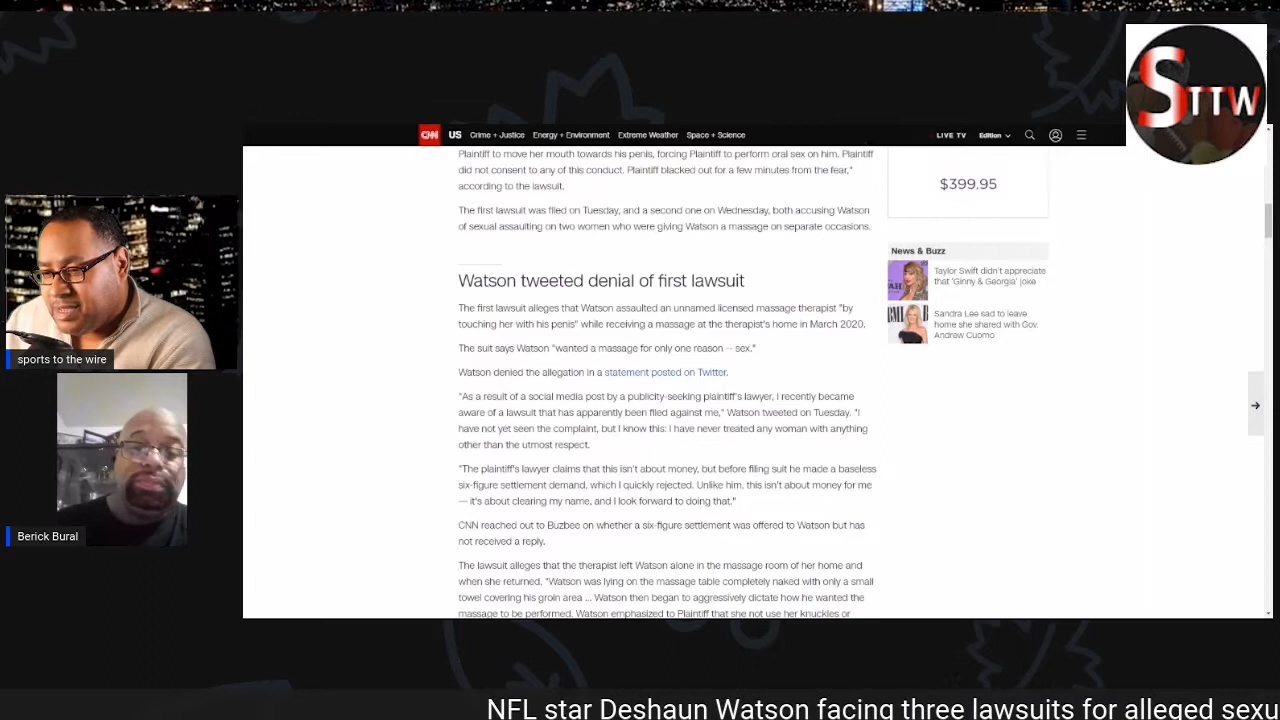 STTW
CNN US Crime + Justice Energy + Environment Extreme Weather Space + Science LIVE TV Edition
Plaintiff to move her mouth towards his penis, forcing Plaintiff to perform oral sex on him. Plaintiff
did not consent to any of this conduct. Plaintiff blacked out for a few minutes from the fear,"
according to the lawsuit.
The first lawsuit was filed on Tuesday, and a second one on Wednesday, both accusing Watson
of sexual assaulting on two women who were giving Watson a massage on separate occasions.
Watson tweeted denial of first lawsuit
The first lawsuit alleges that Watson assaulted an unnamed licensed massage therapist "by
touching her with his penis" while receiving a massage at the therapist's home in March 2020.
The suit says Watson "wanted a massage for only one reason -- sex."
Watson denied the allegation in a statement posted on Twitter.
"As a result of a social media post by a publicity-seeking plaintiff's lawyer, I recently became
aware of a lawsuit that has apparently been filed against me," Watson tweeted on Tuesday. "I
have not yet seen the complaint, but I know this: I have never treated any woman with anything
other than the utmost respect.
"The plaintiff's lawyer claims that this isn't about money, but before filing suit he made a baseless
six-figure settlement demand, which I quickly rejected. Unlike him, this isn't about money for me
— it's about clearing my name, and I look forward to doing that."
CNN reached out to Buzbee on whether a six-figure settlement was offered to Watson but has
not received a reply.
The lawsuit alleges that the therapist left Watson alone in the massage room of her home and
when she returned, "Watson was lying on the massage table completely naked with only a small
towel covering his groin area ... Watson then began to aggressively dictate how he wanted the
massage to be performed. Watson emphasized to Plaintiff that she not use her knuckles or
$399.95
News & Buzz
Taylor Swift didn't appreciate
that 'Ginny & Georgia' joke
Sandra Lee sad to leave
home she shared with Gov.
Andrew Cuomo
sports to the wire
Berick Bural
NFL star Deshaun Watson facing three lawsuits for alleged sexu